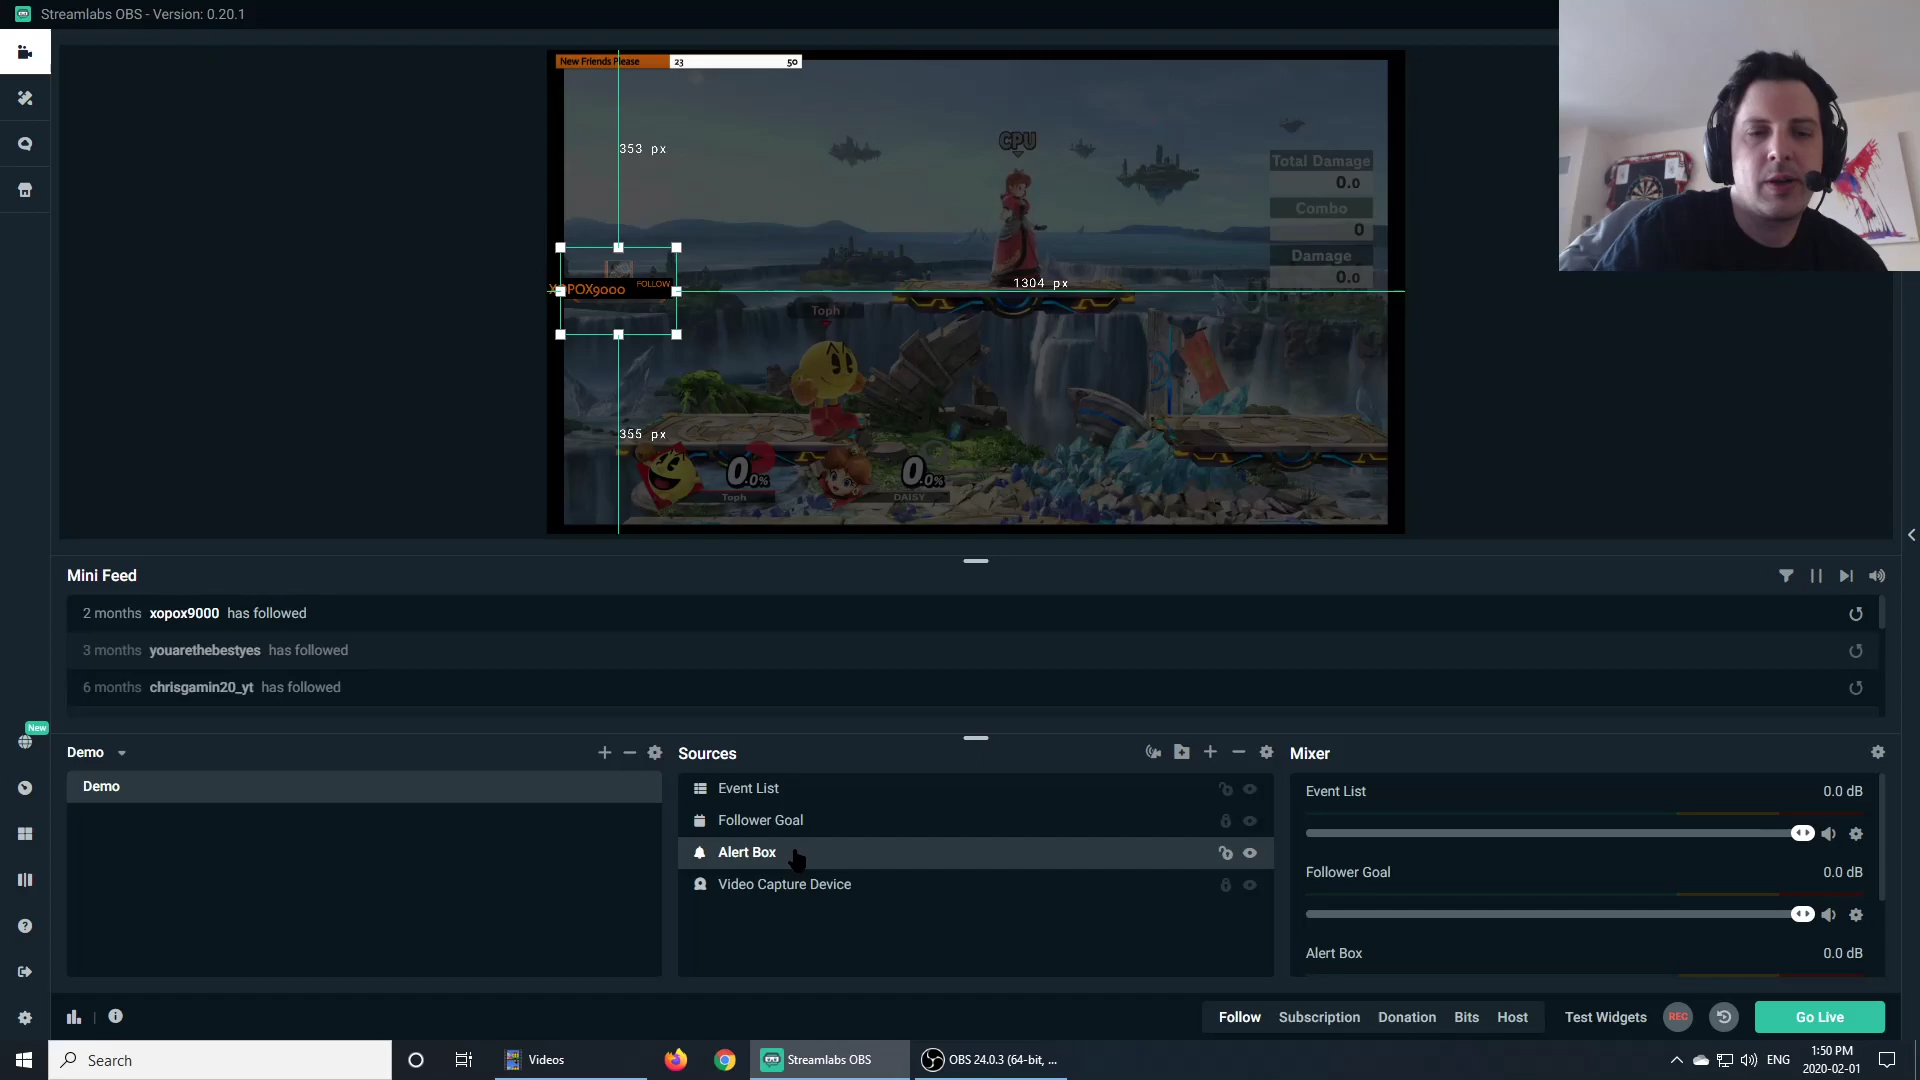 Streamlabs OBS - Version: 0.20.1
New Friends Please 23 50
353 px
CPU
Total Damage
0.0
Combo
0
Damage
0.0
FOLLOW
XOPOX9000
1304 px
Toph
355 px
0.0%
0.0%
Toph
DAISY
Mini Feed
2 months xopox9000 has followed
3 months youarethebestyes has followed
6 months chrisgamin20_yt has followed
New
Demo
Demo
Sources
Event List
Follower Goal
Alert Box
Video Capture Device
Mixer
Event List 0.0 dB
Follower Goal 0.0 dB
Alert Box 0.0 dB
Follow Subscription Donation Bits Host Test Widgets REC Go Live
Search
Videos
Streamlabs OBS
OBS 24.0.3 (64-bit, ...
ENG
1:50 PM
2020-02-01